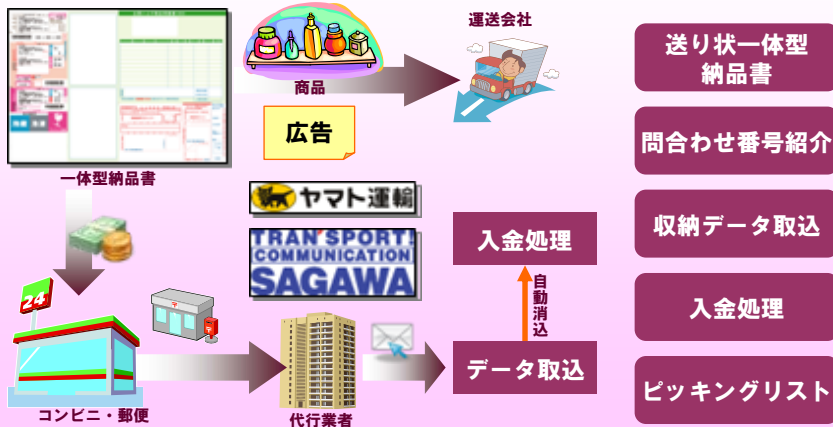 運送会社
商品
広告
一体型納品書
ヤマト運輸
TRAN'SPORT!
COMMUNICATION
SAGAWA
入金処理
自動消込
データ取込
24
コンビニ・郵便
代行業者
送り状一体型
納品書
問合わせ番号紹介
収納データ取込
入金処理
ピッキングリスト